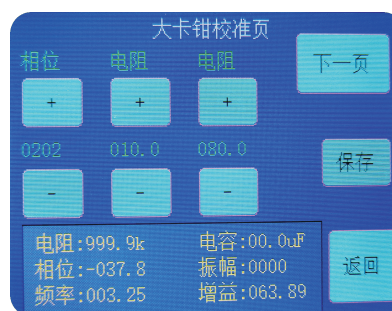 大卡钳校准页
相位 电阻 电阻 下一页
+ + +
0202 010.0 080.0 保存
- - -
电阻:999.9k 电容:00.0uF
相位:-037.8 振幅:0000 返回
频率:003.25 增益:063.89